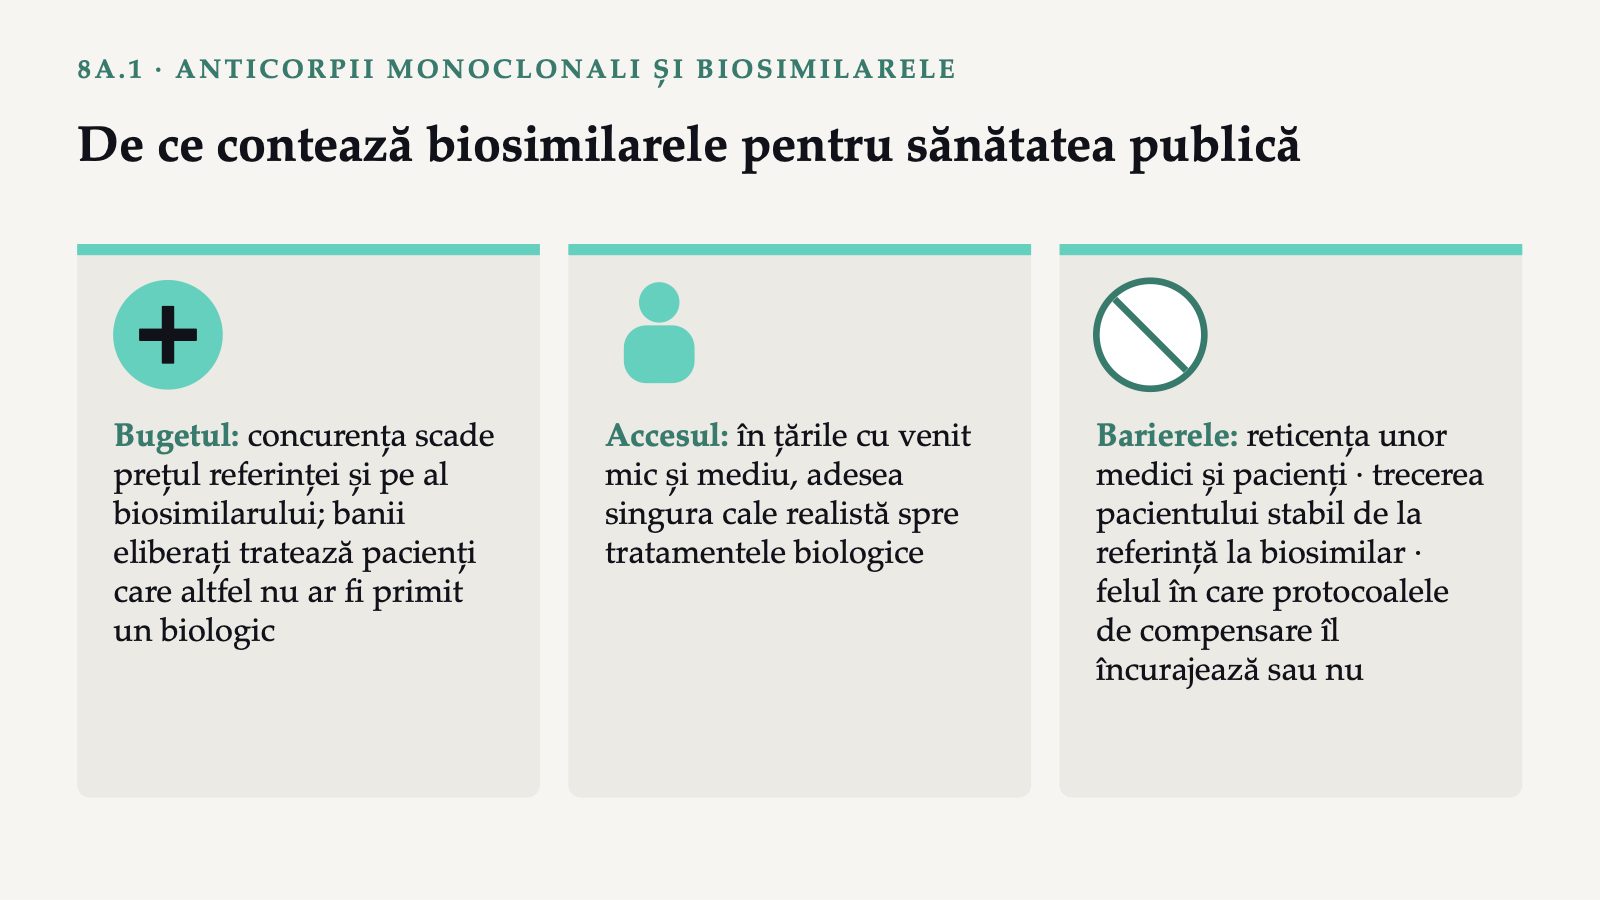 8A.1 · ANTICORPII MONOCLONALI ȘI BIOSIMILARELE
De ce contează biosimilarele pentru sănătatea publică
Bugetul: concurența scade
prețul referinței și pe al
biosimilarului; banii
eliberați tratează pacienți
care altfel nu ar fi primit
un biologic
Accesul: în țările cu venit
mic și mediu, adesea
singura cale realistă spre
tratamentele biologice
Barierele: reticența unor
medici și pacienți · trecerea
pacientului stabil de la
referință la biosimilar ·
felul în care protocoalele
de compensare îl
încurajează sau nu